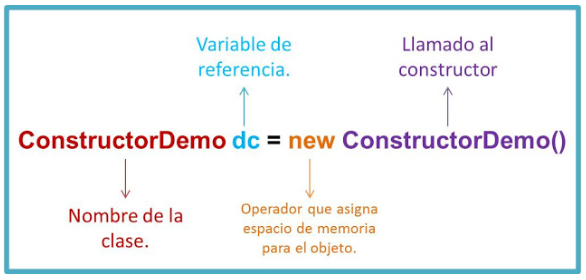 Variable de
referencia.
Llamado al
constructor
ConstructorDemo dc = new ConstructorDemo()
Nombre de la
clase.
Operador que asigna
espacio de memoria
para el objeto.